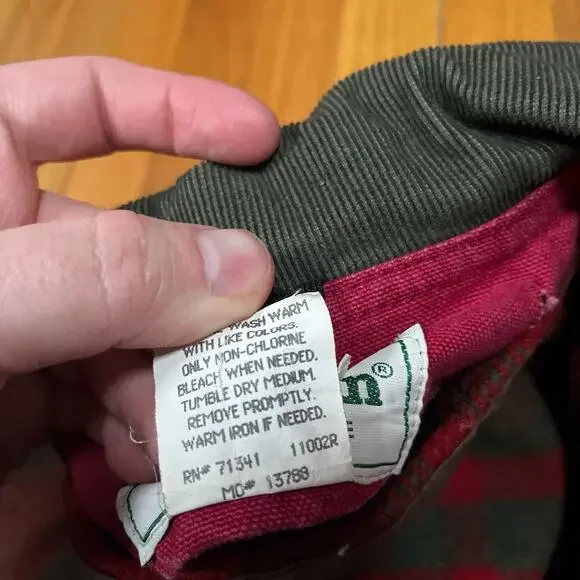 WASH WARM
WITH LIKE COLORS.
ONLY NON-CHLORINE
BLEACH WHEN NEEDED.
TUMBLE DRY MEDIUM.
REMOVE PROMPTLY.
WARM IRON IF NEEDED.
RN# 71341 11002R
MD# 13788
n®
E